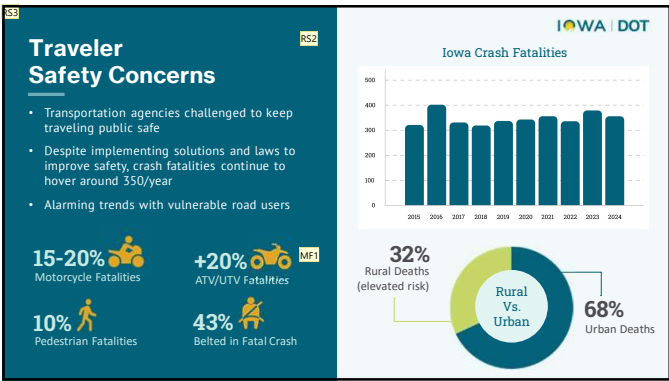 RS3
RS2
IOWA DOT
Traveler
Safety Concerns
• Transportation agencies challenged to keep
traveling public safe
• Despite implementing solutions and laws to
improve safety, crash fatalities continue to
hover around 350/year
• Alarming trends with vulnerable road users
15-20%
Motorcycle Fatalities
+20%
ATV/UTV Fatalities
MF1
10%
Pedestrian Fatalities
43%
Belted in Fatal Crash
Iowa Crash Fatalities
500
400
300
200
100
0
2015 2016 2017 2018 2019 2020 2021 2022 2023 2024
32%
Rural Deaths
(elevated risk)
Rural
Vs.
Urban
68%
Urban Deaths